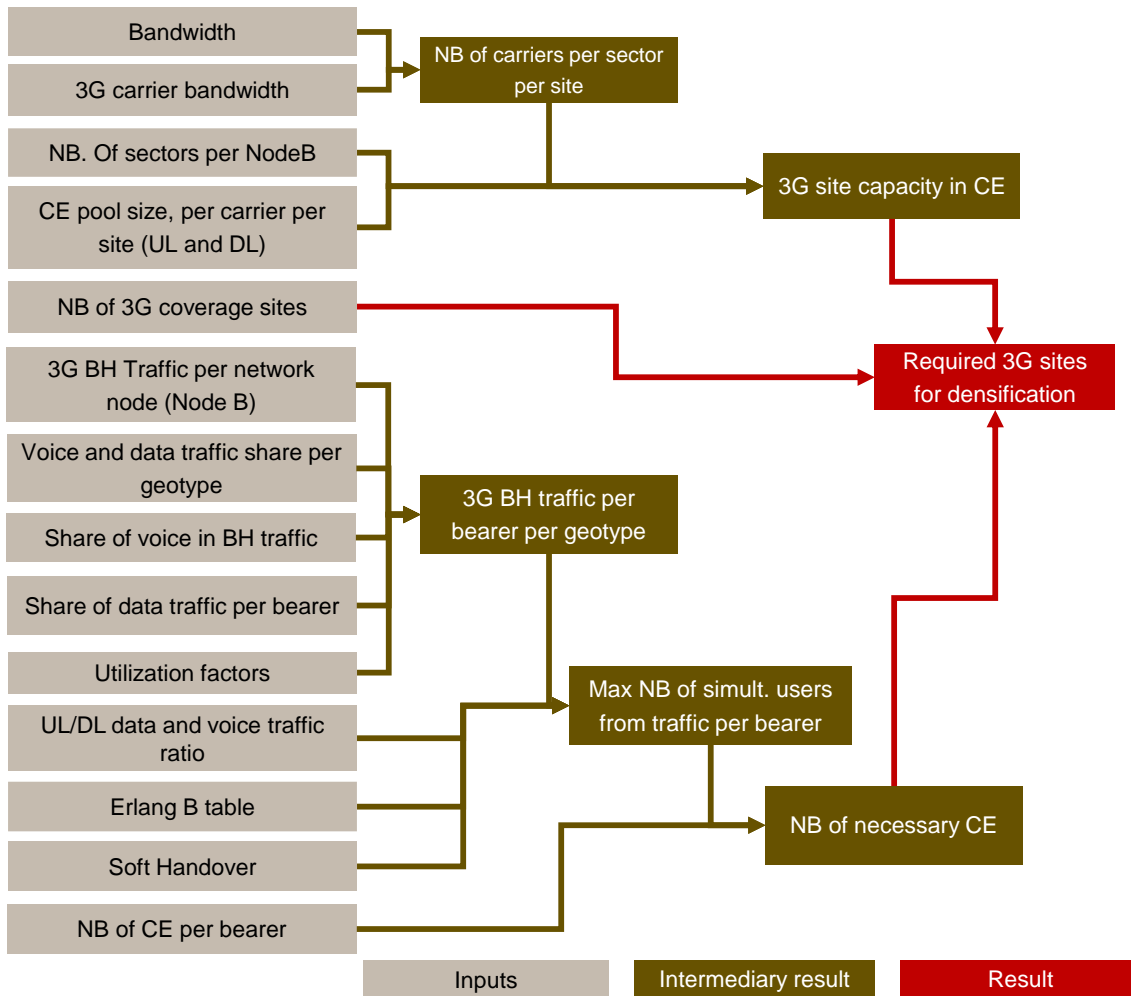 Bandwidth
3G carrier bandwidth
NB of carriers per sector
per site
NB. Of sectors per NodeB
CE pool size, per carrier per
site (UL and DL)
3G site capacity in CE
NB of 3G coverage sites
3G BH Traffic per network
node (Node B)
Required 3G sites
for densification
Voice and data traffic share per
geotype
Share of voice in BH traffic
3G BH traffic per
bearer per geotype
Share of data traffic per bearer
Utilization factors
UL/DL data and voice traffic
ratio
Max NB of simult. users
from traffic per bearer
Erlang B table
Soft Handover
NB of necessary CE
NB of CE per bearer
Inputs
Intermediary result
Result